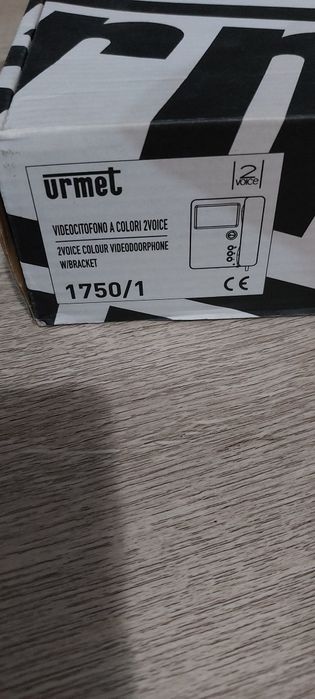 urmet
2
VOICE
VIDEOCITOFONO A COLORI 2VOICE
2VOICE COLOUR VIDEODOORPHONE
W/BRACKET
1750/1
CE